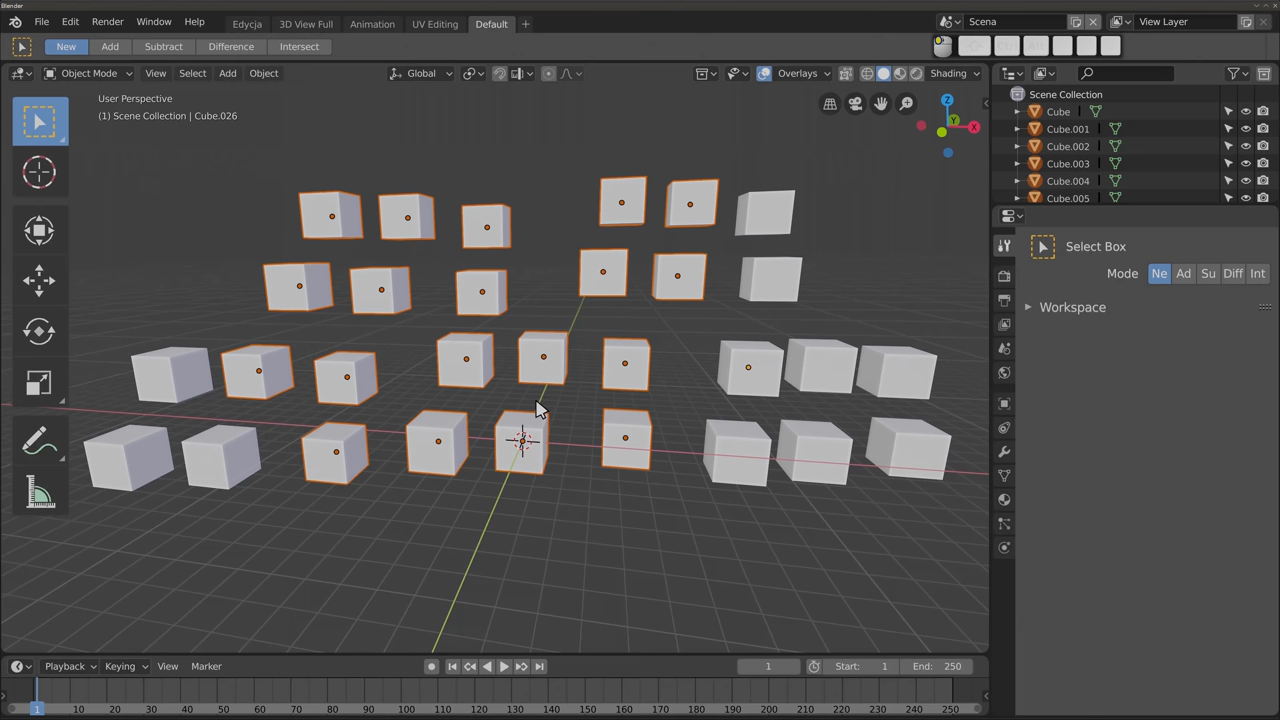 Blender
File Edit Render Window Help Edycja 3D View Full Animation UV Editing Default + Scena View Layer
New Add Subtract Difference Intersect Ctrl Alt
Object Mode View Select Add Object Global Overlays Shading
User Perspective
(1) Scene Collection | Cube.026
Z
Y
X
Scene Collection
Cube
Cube.001
Cube.002
Cube.003
Cube.004
Cube.005
Select Box
Mode Ne Ad Su Diff Int
Workspace
Playback Keying View Marker 1 Start: 1 End: 250
1 10 20 30 40 50 60 70 80 90 100 110 120 130 140 150 160 170 180 190 200 210 220 230 240 250